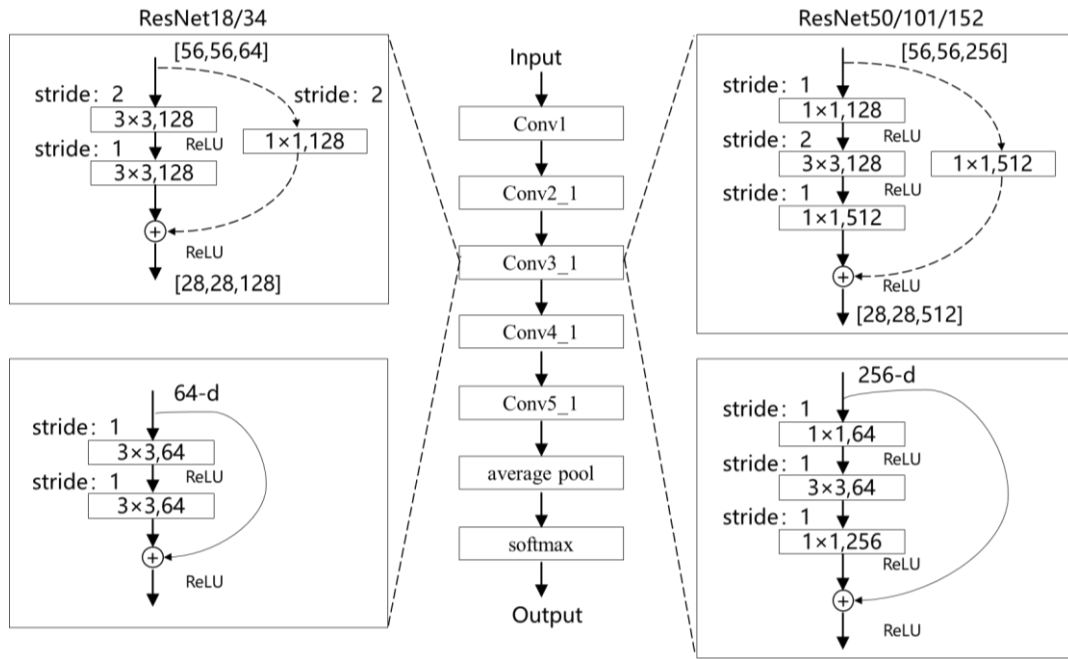 ResNet18/34
[56,56,64]
stride: 2
stride: 2
3×3,128
ReLU
1×1,128
stride: 1
3×3,128
ReLU
[28,28,128]
64-d
stride: 1
3×3,64
ReLU
stride: 1
3×3,64
ReLU
Input
Conv1
Conv2_1
Conv3_1
Conv4_1
Conv5_1
average pool
softmax
Output
ResNet50/101/152
[56,56,256]
stride: 1
1×1,128
ReLU
stride: 2
3×3,128
ReLU
1×1,512
stride: 1
1×1,512
ReLU
[28,28,512]
256-d
stride: 1
1×1,64
ReLU
stride: 1
3×3,64
stride: 1
1×1,256
ReLU
ReLU